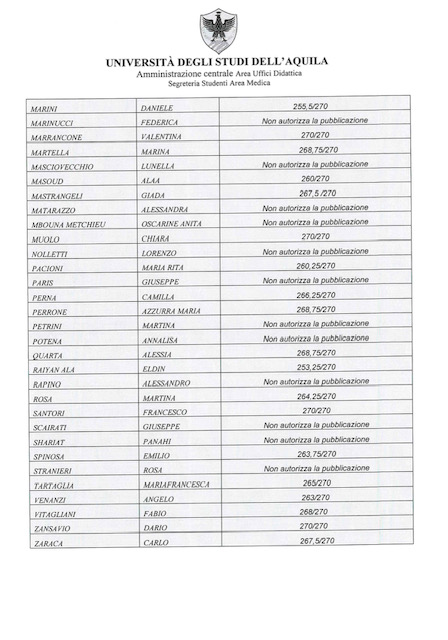 UNIVERSITÀ DEGLI STUDI DELL'AQUILA
Amministrazione centrale Area Uffici Didattica
Segreteria Studenti Area Medica
MARINI DANIELE 255,5/270
MARINUCCI FEDERICA Non autorizza la pubblicazione
MARRANCONE VALENTINA 270/270
MARTELLA MARINA 268,75/270
MASCIOVECCHIO LUNELLA Non autorizza la pubblicazione
MASOUD ALAA 260/270
MASTRANGELI GIADA 267,5 /270
MATARAZZO ALESSANDRA Non autorizza la pubblicazione
MBOUNA METCHIEU OSCARINE ANITA Non autorizza la pubblicazione
MUOLO CHIARA 270/270
NOLLETTI LORENZO Non autorizza la pubblicazione
PACIONI MARIA RITA 260,25/270
PARIS GIUSEPPE Non autorizza la pubblicazione
PERNA CAMILLA 266,25/270
PERRONE AZZURRA MARIA 268,75/270
PETRINI MARTINA Non autorizza la pubblicazione
POTENA ANNALISA Non autorizza la pubblicazione
QUARTA ALESSIA 268,75/270
RAIYAN ALA ELDIN 253,25/270
RAPINO ALESSANDRO Non autorizza la pubblicazione
ROSA MARTINA 264,25/270
SANTORI FRANCESCO 270/270
SCAIRATI GIUSEPPE Non autorizza la pubblicazione
SHARIAT PANAHI Non autorizza la pubblicazione
SPINOSA EMILIO 263,75/270
STRANIERI ROSA Non autorizza la pubblicazione
TARTAGLIA MARIAFRANCESCA 265/270
VENANZI ANGELO 263/270
VITAGLIANI FABIO 268/270
ZANSAVIO DARIO 270/270
ZARACA CARLO 267,5/270